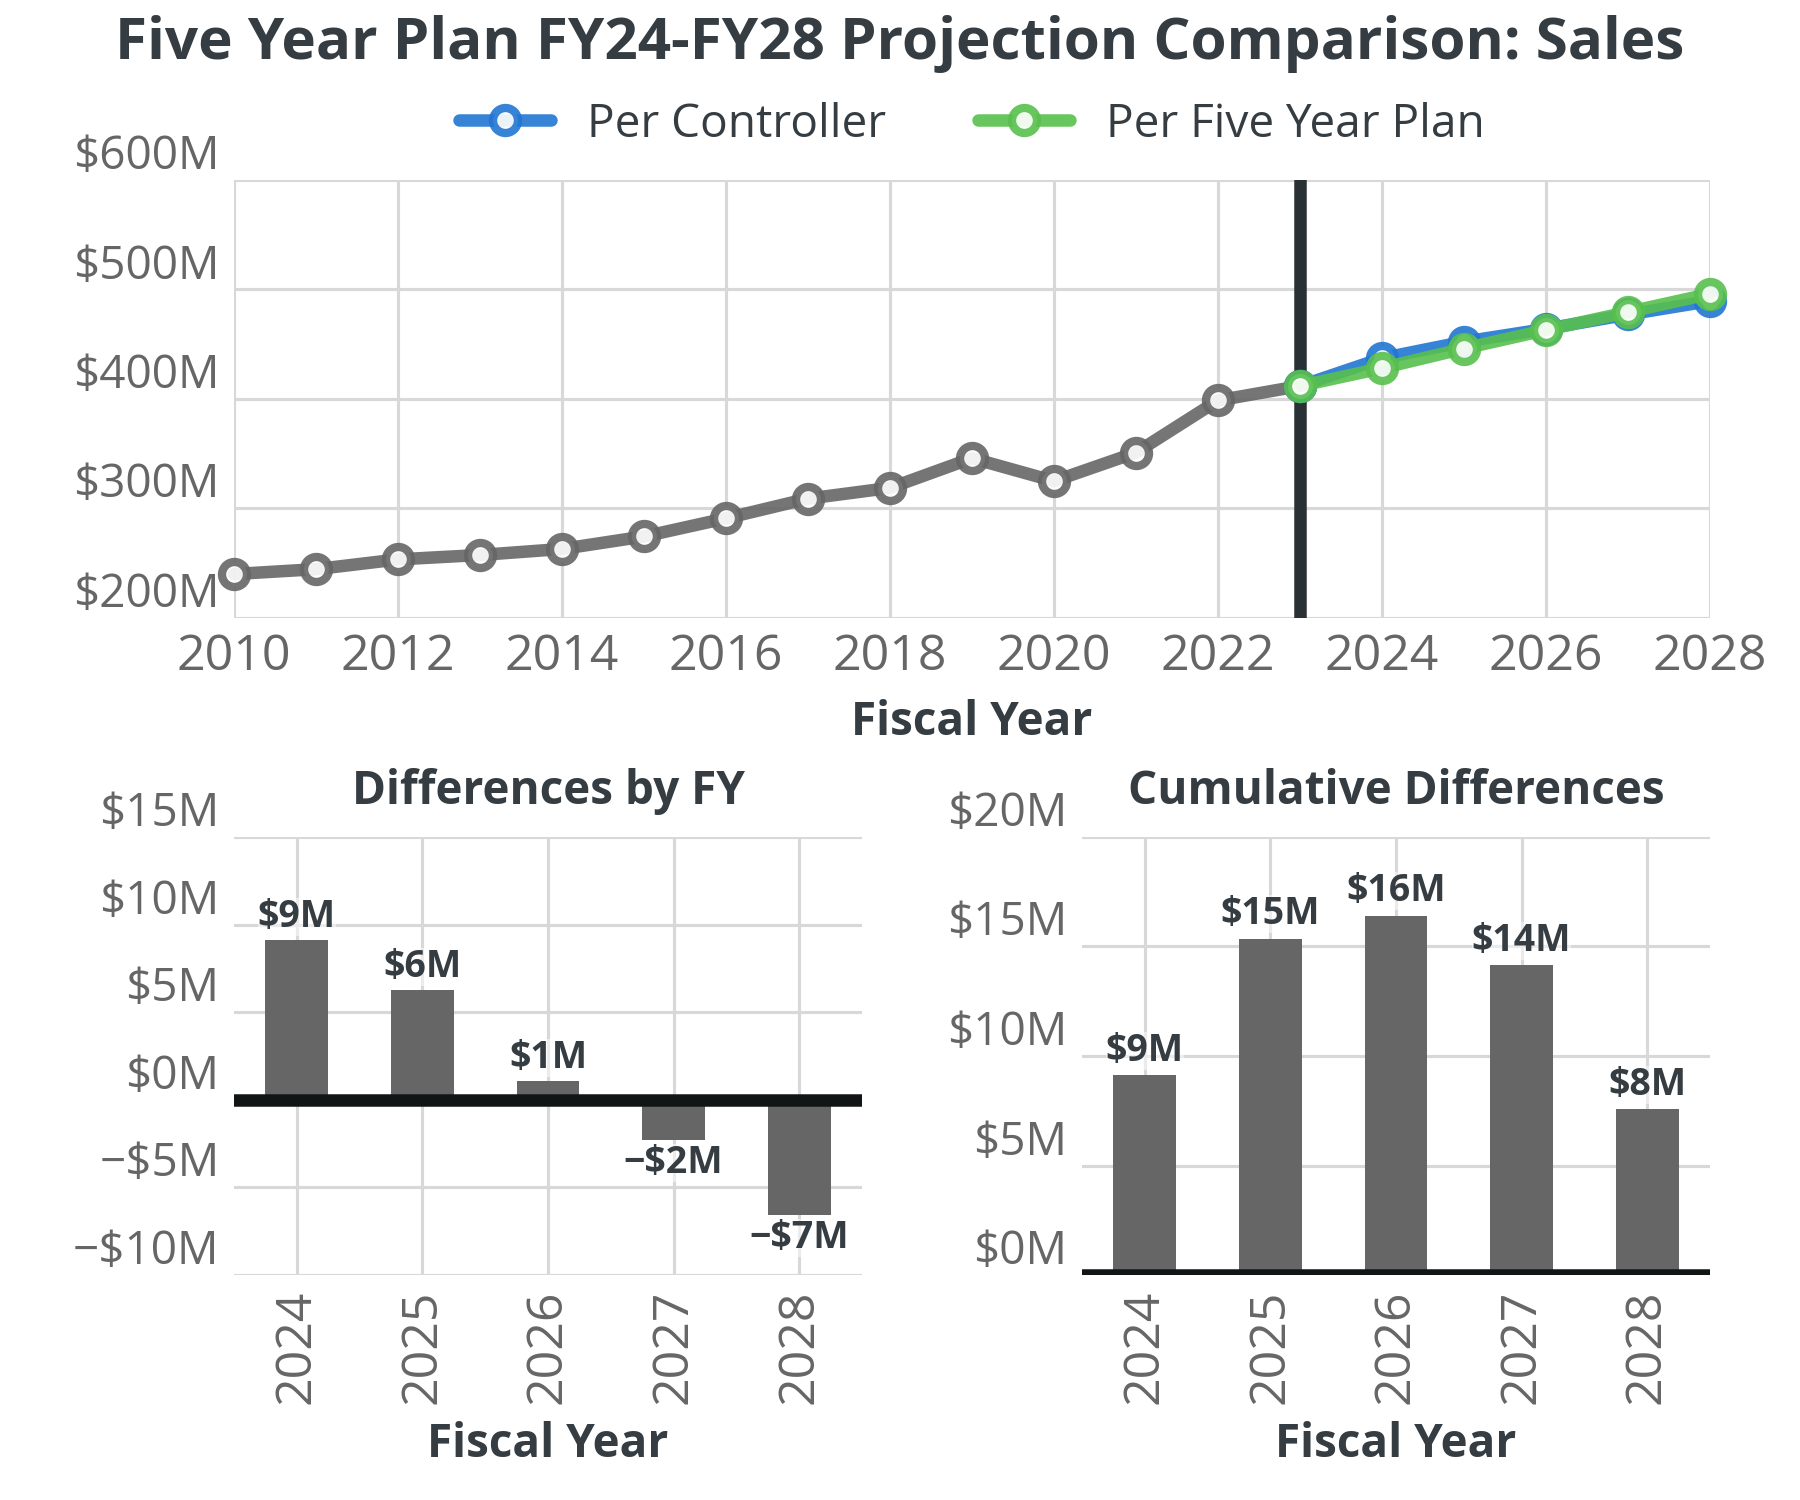 Five Year Plan FY24-FY28 Projection Comparison: Sales
Per Controller Per Five Year Plan
$600M
$500M
$400M
$300M
$200M
2010 2012 2014 2016 2018 2020 2022 2024 2026 2028
Fiscal Year
Differences by FY
$15M
$10M
$5M
$0M
−$5M
−$10M
$9M
$6M
$1M
−$2M
−$7M
2024 2025 2026 2027 2028
Fiscal Year
Cumulative Differences
$20M
$15M
$10M
$5M
$0M
$9M
$15M
$16M
$14M
$8M
2024 2025 2026 2027 2028
Fiscal Year